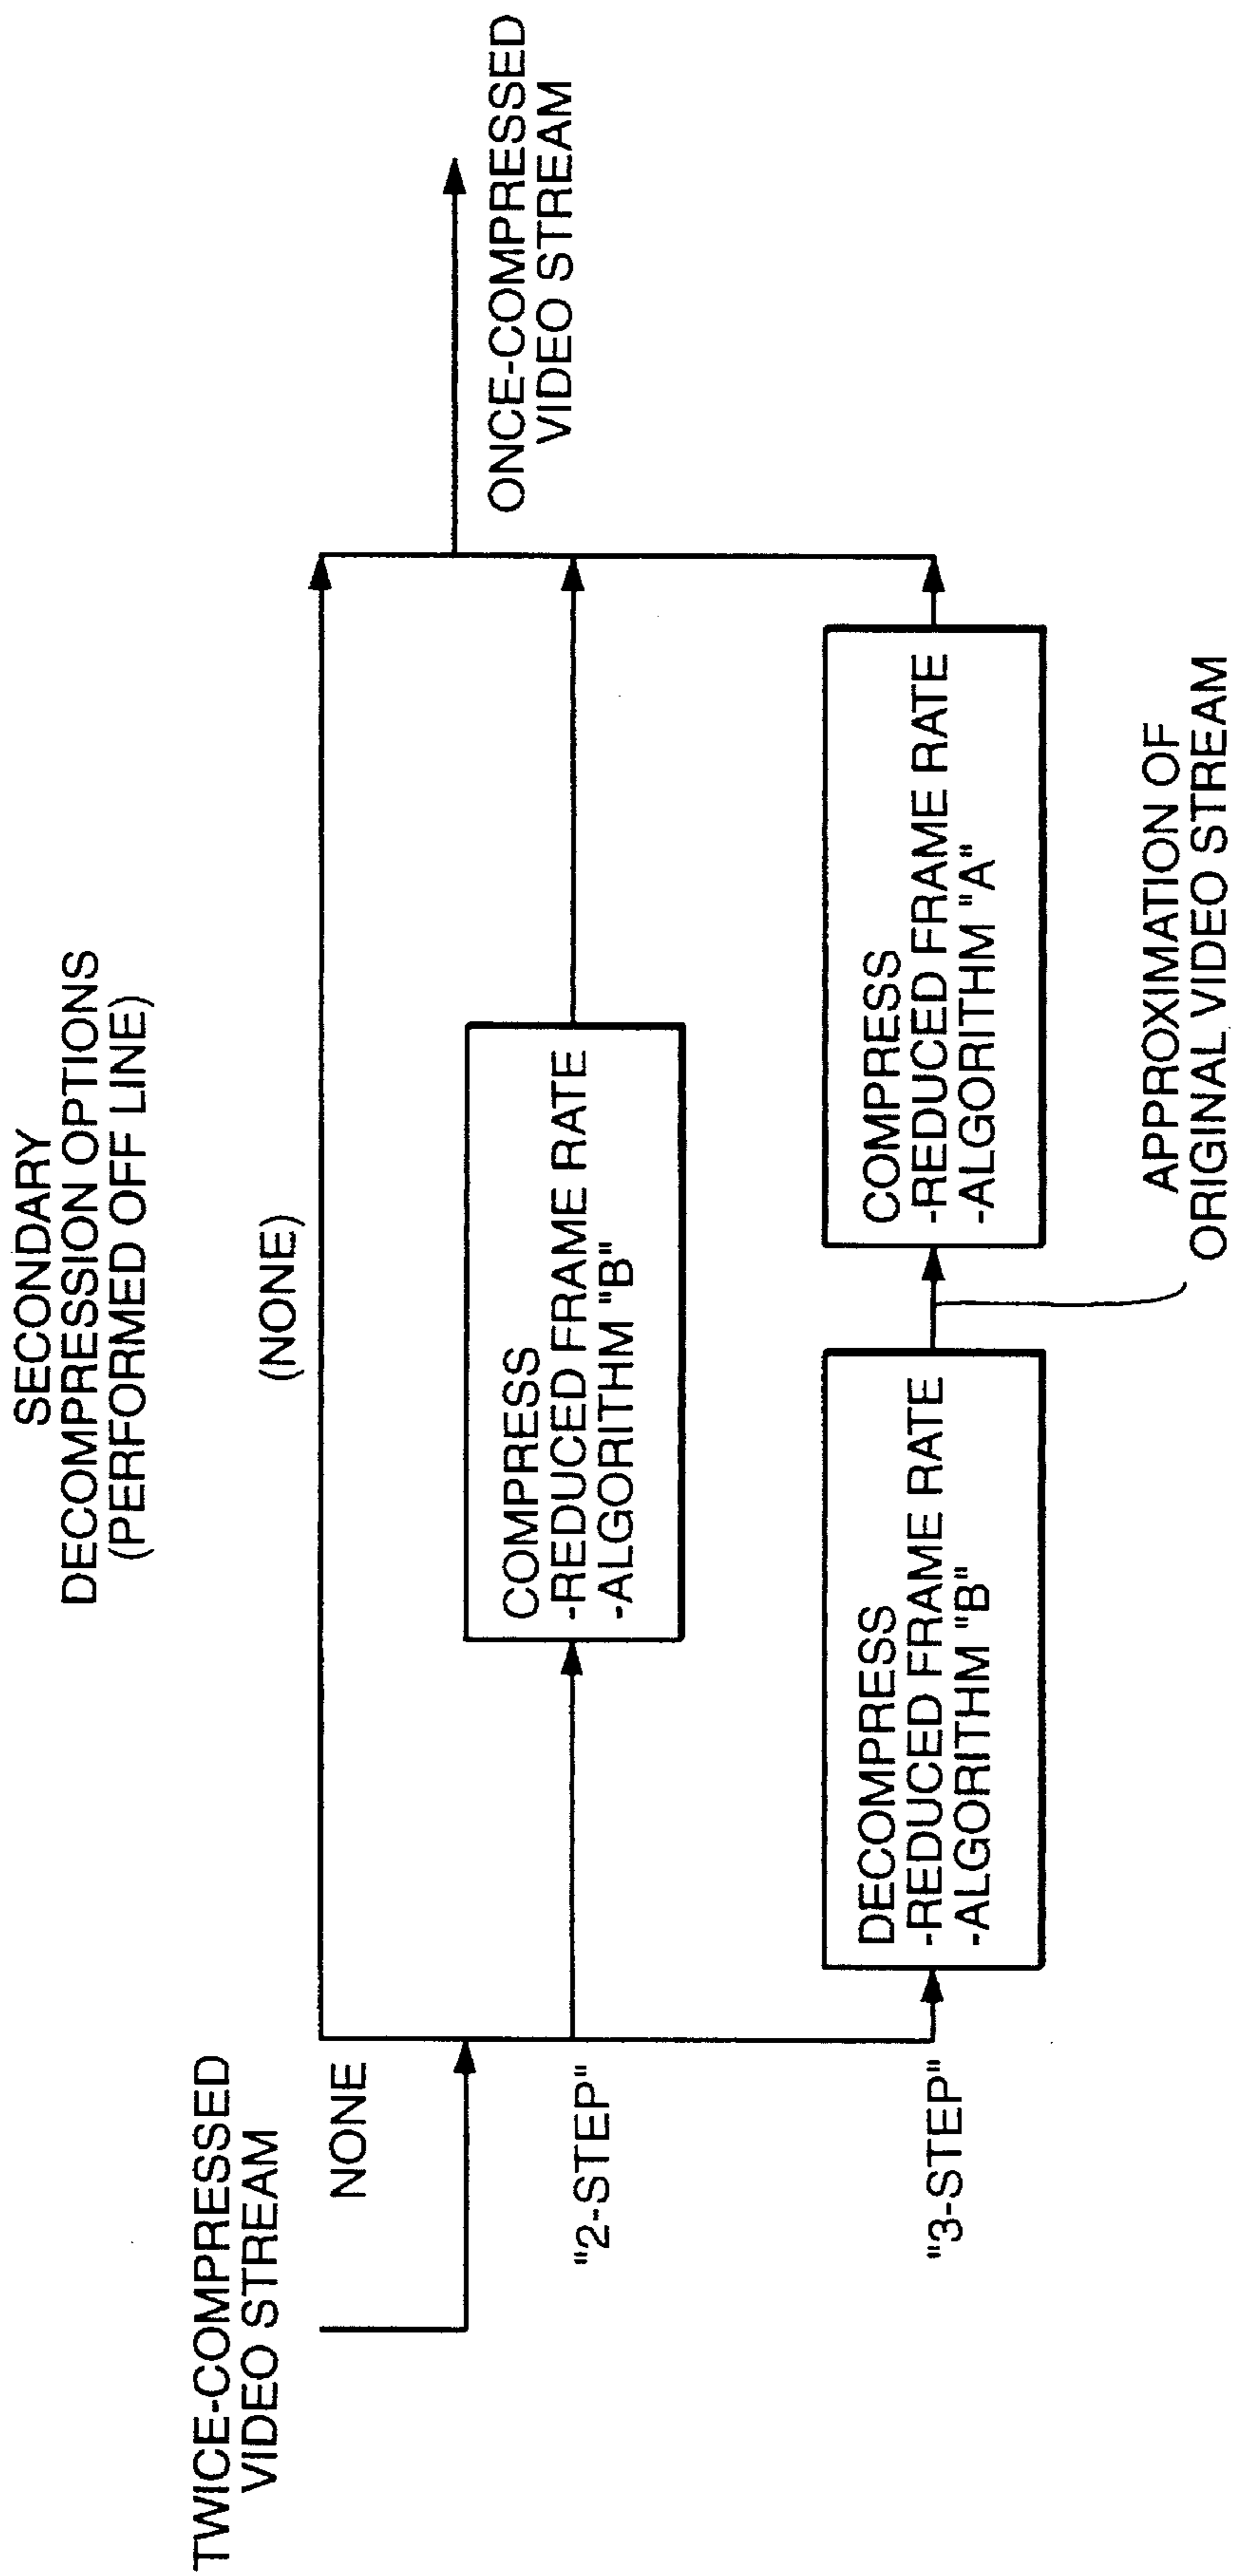 SECONDARY
DECOMPRESSION OPTIONS
(PERFORMED OFF LINE)
TWICE-COMPRESSED
VIDEO STREAM
NONE
(NONE)
"2-STEP"
COMPRESS
-REDUCED FRAME RATE
-ALGORITHM "B"
ONCE-COMPRESSED
VIDEO STREAM
"3-STEP"
DECOMPRESS
-REDUCED FRAME RATE
-ALGORITHM "B"
COMPRESS
-REDUCED FRAME RATE
-ALGORITHM "A"
APPROXIMATION OF
ORIGINAL VIDEO STREAM